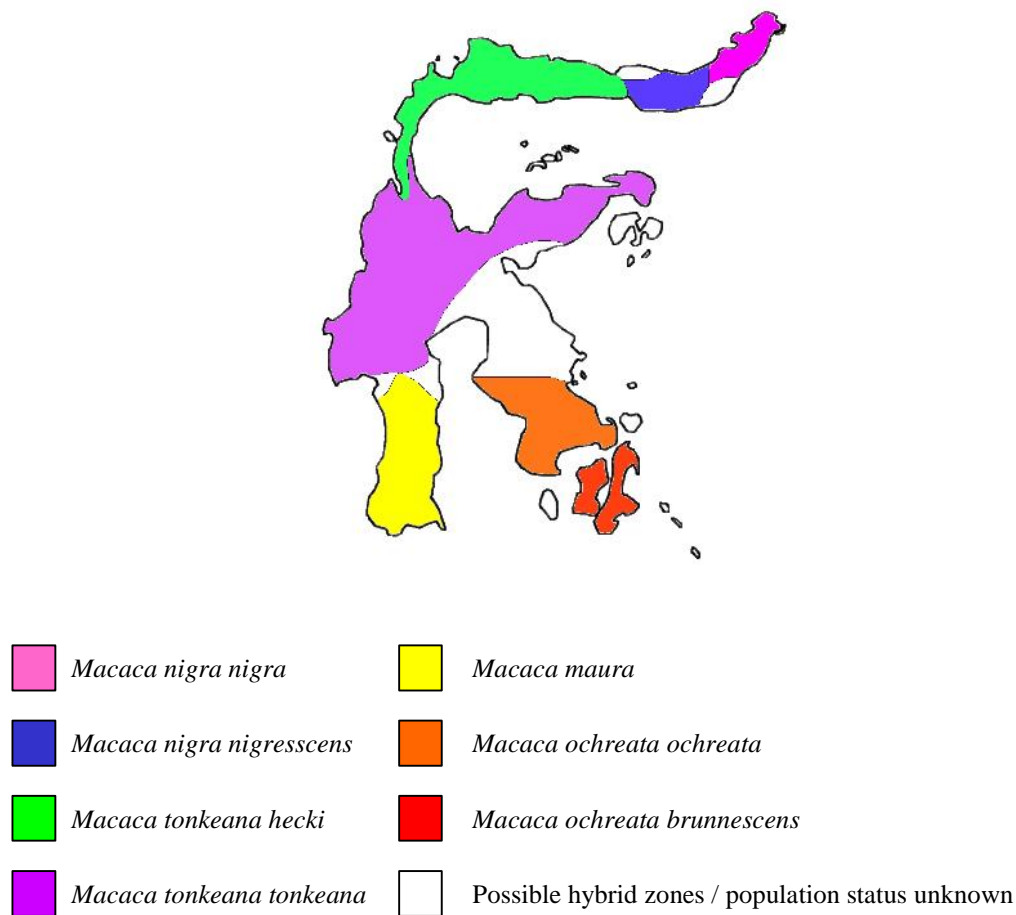 Macaca nigra nigra
Macaca maura
Macaca nigra nigresscens
Macaca ochreata ochreata
Macaca tonkeana hecki
Macaca ochreata brunnescens
Macaca tonkeana tonkeana
Possible hybrid zones / population status unknown